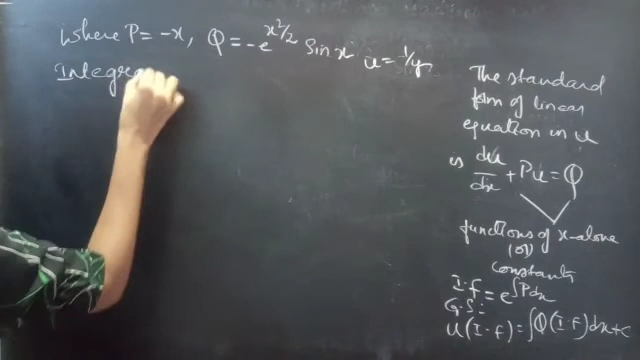 where P = -x, Q = -e^{x²/2} Sin x u = 1/y
Integra
The standard
form of linear
equation in u
is du/dx + Pu = Q
functions of x-alone
(or)
constants
I.f = e^{∫Pdx}
G.S:
u(I.f) = ∫Q(I.f)dx+c